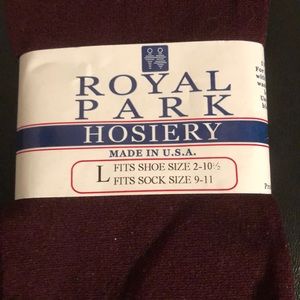 ROYAL
PARK
HOSIERY
MADE IN U.S.A.
L FITS SHOE SIZE 2-10½
FITS SOCK SIZE 9-11